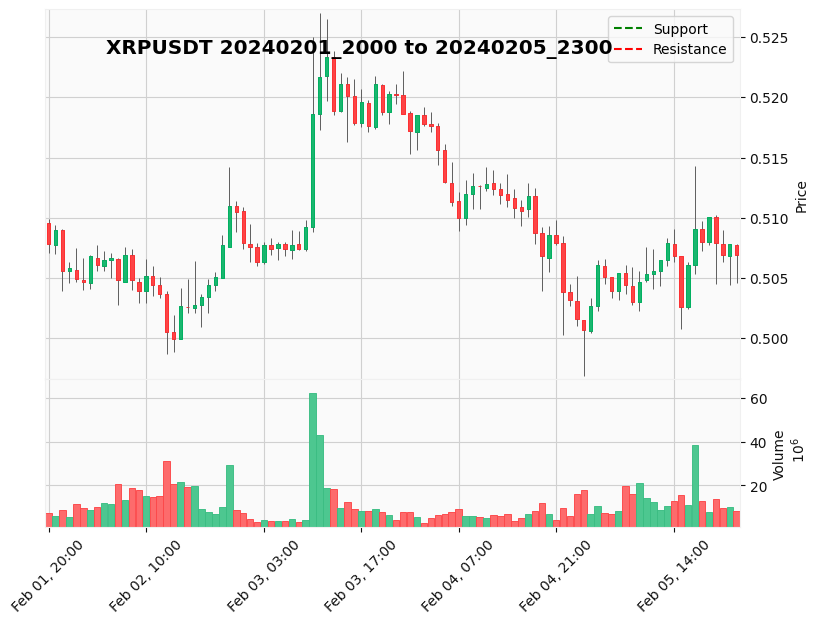 XRPUSDT 20240201_2000 to 20240205_2300
Support
Resistance
0.525
0.520
0.515
0.510
0.505
0.500
Price
60
40
20
Volume
10^6
Feb 01, 20:00
Feb 02, 10:00
Feb 03, 03:00
Feb 03, 17:00
Feb 04, 07:00
Feb 04, 21:00
Feb 05, 14:00